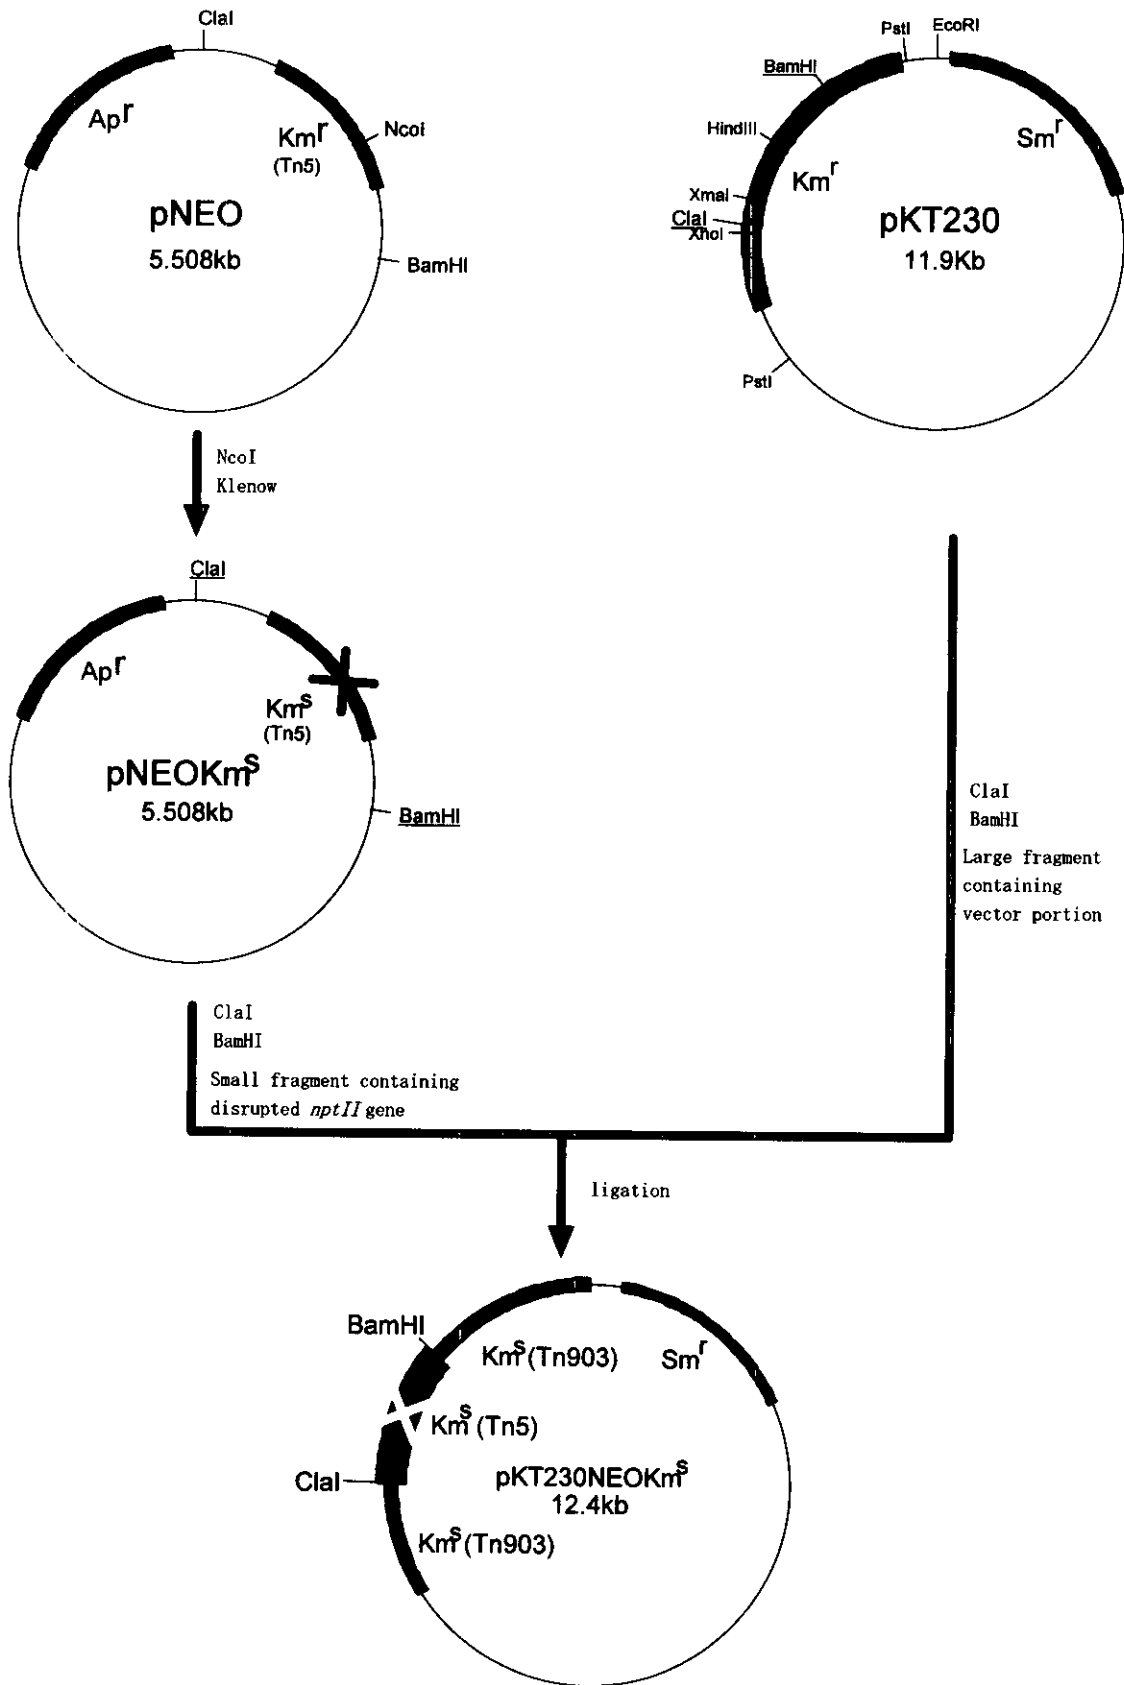 ClaI
Apr
Kmr
(Tn5)
NcoI
pNEO
5.508kb
BamHI
PstI
EcoRI
BamHI
HindIII
Smr
Kmr
XmaI
ClaI
XhoI
pKT230
11.9Kb
PstI
NcoI
Klenow
ClaI
Apr
Kms
(Tn5)
pNEOKms
5.508kb
BamHI
ClaI
BamHI
Large fragment
containing
vector portion
ClaI
BamHI
Small fragment containing
disrupted nptII gene
ligation
BamHI
Kms(Tn903)
Smr
Kms(Tn5)
ClaI
pKT230NEOKms
12.4kb
Kms(Tn903)